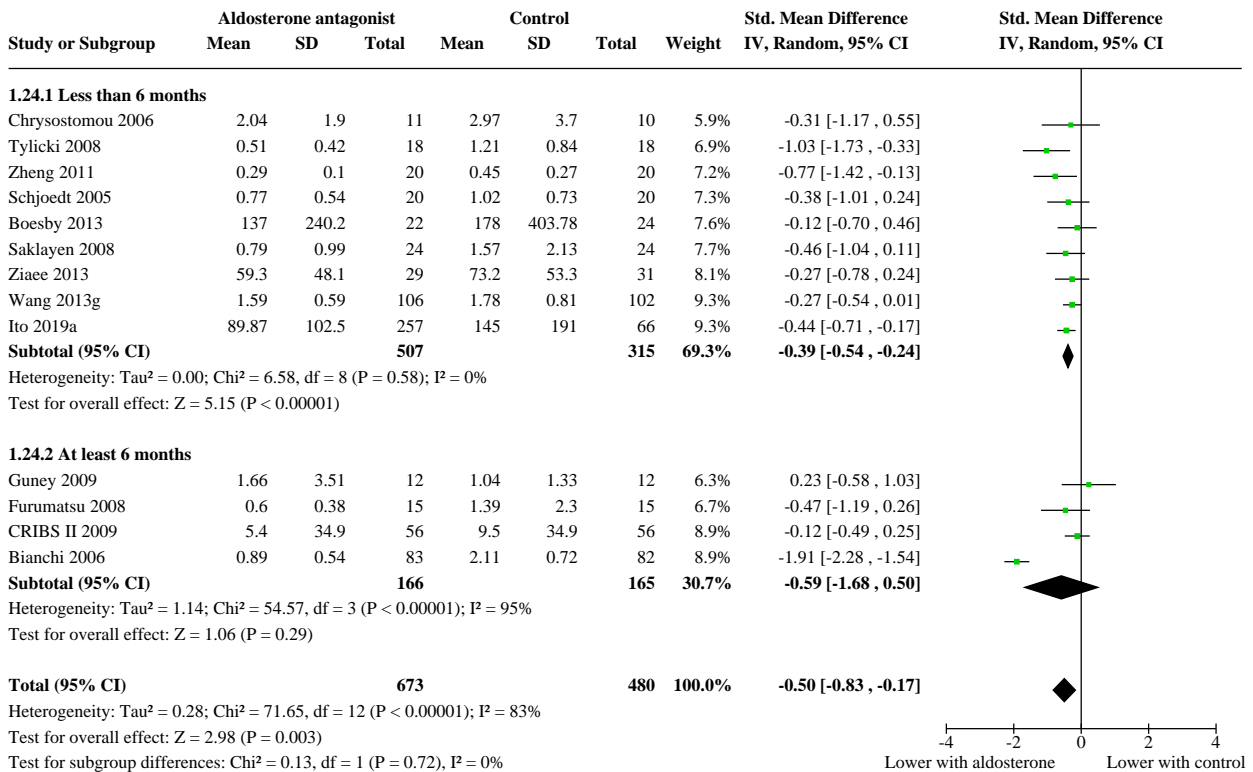 Aldosterone antagonist Control Std. Mean Difference Std. Mean Difference
Study or Subgroup Mean SD Total Mean SD Total Weight IV, Random, 95% CI IV, Random, 95% CI
1.24.1 Less than 6 months
Chrysostomou 2006 2.04 1.9 11 2.97 3.7 10 5.9% -0.31 [-1.17 , 0.55]
Tylicki 2008 0.51 0.42 18 1.21 0.84 18 6.9% -1.03 [-1.73 , -0.33]
Zheng 2011 0.29 0.1 20 0.45 0.27 20 7.2% -0.77 [-1.42 , -0.13]
Schjoedt 2005 0.77 0.54 20 1.02 0.73 20 7.3% -0.38 [-1.01 , 0.24]
Boesby 2013 137 240.2 22 178 403.78 24 7.6% -0.12 [-0.70 , 0.46]
Saklayen 2008 0.79 0.99 24 1.57 2.13 24 7.7% -0.46 [-1.04 , 0.11]
Ziaee 2013 59.3 48.1 29 73.2 53.3 31 8.1% -0.27 [-0.78 , 0.24]
Wang 2013g 1.59 0.59 106 1.78 0.81 102 9.3% -0.27 [-0.54 , 0.01]
Ito 2019a 89.87 102.5 257 145 191 66 9.3% -0.44 [-0.71 , -0.17]
Subtotal (95% CI) 507 315 69.3% -0.39 [-0.54 , -0.24]
Heterogeneity: Tau² = 0.00; Chi² = 6.58, df = 8 (P = 0.58); I² = 0%
Test for overall effect: Z = 5.15 (P < 0.00001)
1.24.2 At least 6 months
Guney 2009 1.66 3.51 12 1.04 1.33 12 6.3% 0.23 [-0.58 , 1.03]
Furumatsu 2008 0.6 0.38 15 1.39 2.3 15 6.7% -0.47 [-1.19 , 0.26]
CRIBS II 2009 5.4 34.9 56 9.5 34.9 56 8.9% -0.12 [-0.49 , 0.25]
Bianchi 2006 0.89 0.54 83 2.11 0.72 82 8.9% -1.91 [-2.28 , -1.54]
Subtotal (95% CI) 166 165 30.7% -0.59 [-1.68 , 0.50]
Heterogeneity: Tau² = 1.14; Chi² = 54.57, df = 3 (P < 0.00001); I² = 95%
Test for overall effect: Z = 1.06 (P = 0.29)
Total (95% CI) 673 480 100.0% -0.50 [-0.83 , -0.17]
Heterogeneity: Tau² = 0.28; Chi² = 71.65, df = 12 (P < 0.00001); I² = 83%
Test for overall effect: Z = 2.98 (P = 0.003) -4 -2 0 2 4
Test for subgroup differences: Chi² = 0.13, df = 1 (P = 0.72), I² = 0% Lower with aldosterone Lower with control